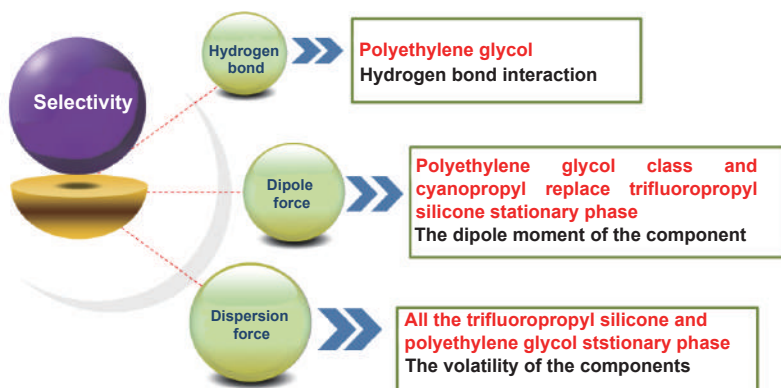 Selectivity
Hydrogen
bond
Polyethylene glycol
Hydrogen bond interaction
Dipole
force
Polyethylene glycol class and
cyanopropyl replace trifluoropropyl
silicone stationary phase
The dipole moment of the component
Dispersion
force
All the trifluoropropyl silicone and
polyethylene glycol ststionary phase
The volatility of the components